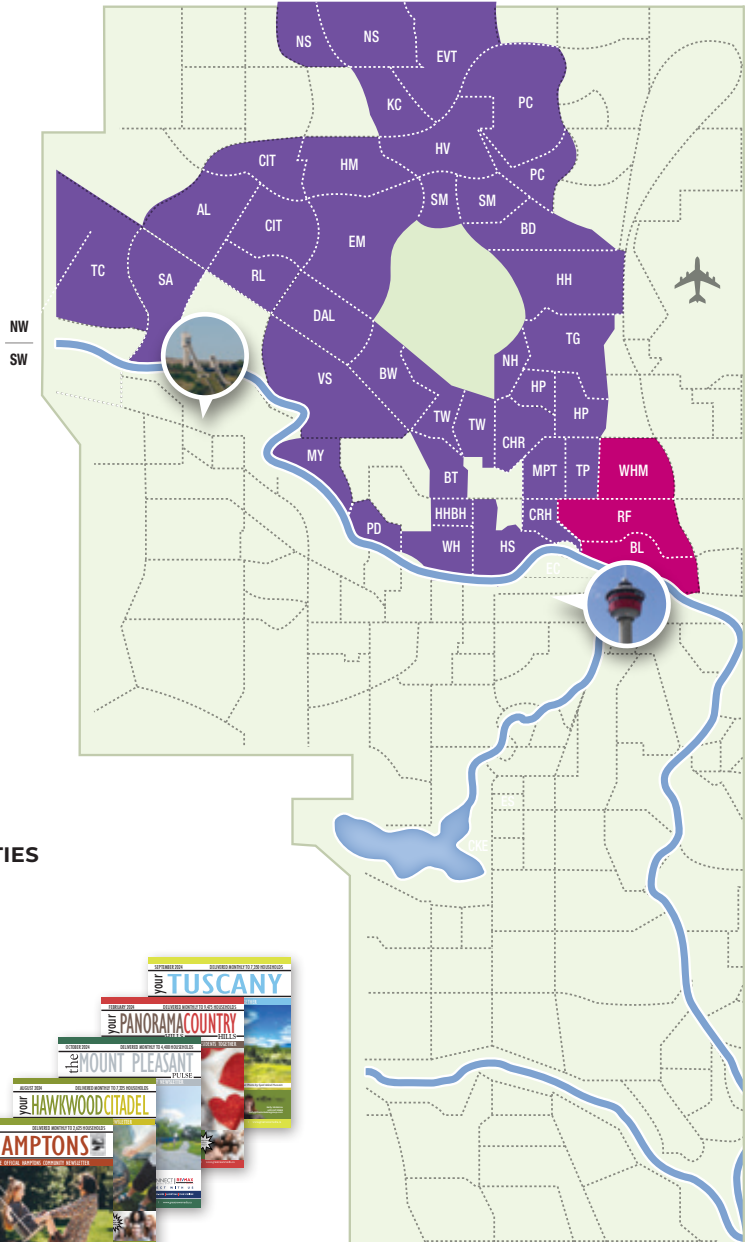 NS
NS
EVT
KC
PC
HV
CIT
HM
PC
SM
SM
AL
CIT
EM
BD
TC
SA
RL
HH
DAL
TG
NW
SW
VS
BW
NH
HP
TW
TW
HP
CHR
MY
BT
MPT
TP
WHM
HHBH
CRH
RF
PD
WH
HS
BL
EC
CKE
TIES
SEPTEMBER 2024 DELIVERED MONTHLY TO 7,200 HOUSEHOLDS
your TUSCANY
FEBRUARY 2024 DELIVERED MONTHLY TO 9,475 HOUSEHOLDS
your PANORAMA COUNTRY
HILLS HILLS
OCTOBER 2024 DELIVERED MONTHLY TO 4,400 HOUSEHOLDS
the MOUNT PLEASANT
PULSE
AUGUST 2024 DELIVERED MONTHLY TO 7,325 HOUSEHOLDS
your HAWKWOOD CITADEL
DELIVERED MONTHLY TO 2,625 HOUSEHOLDS
AMPTONS
OFFICIAL HAMPTONS COMMUNITY NEWSLETTER